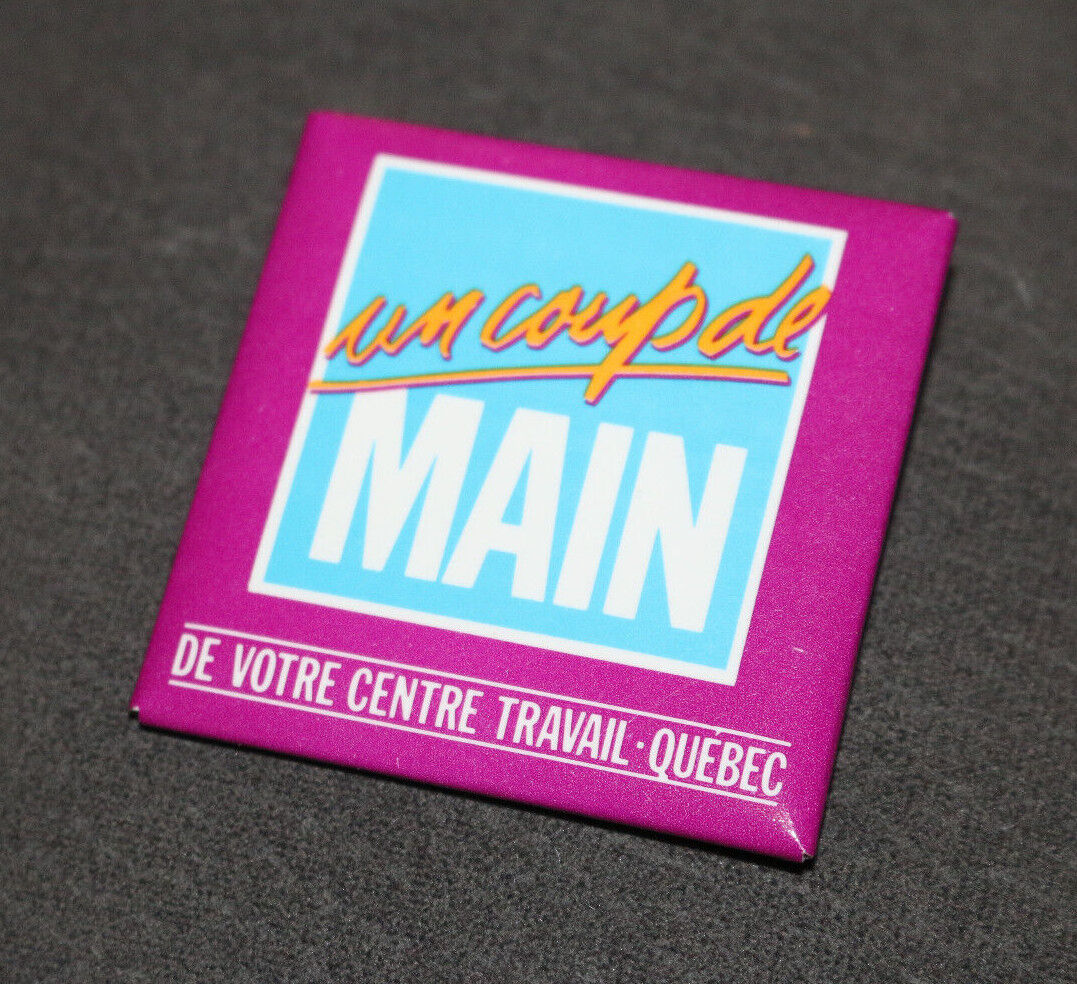 un coup de
MAIN
DE VOTRE CENTRE TRAVAIL·QUÉBEC